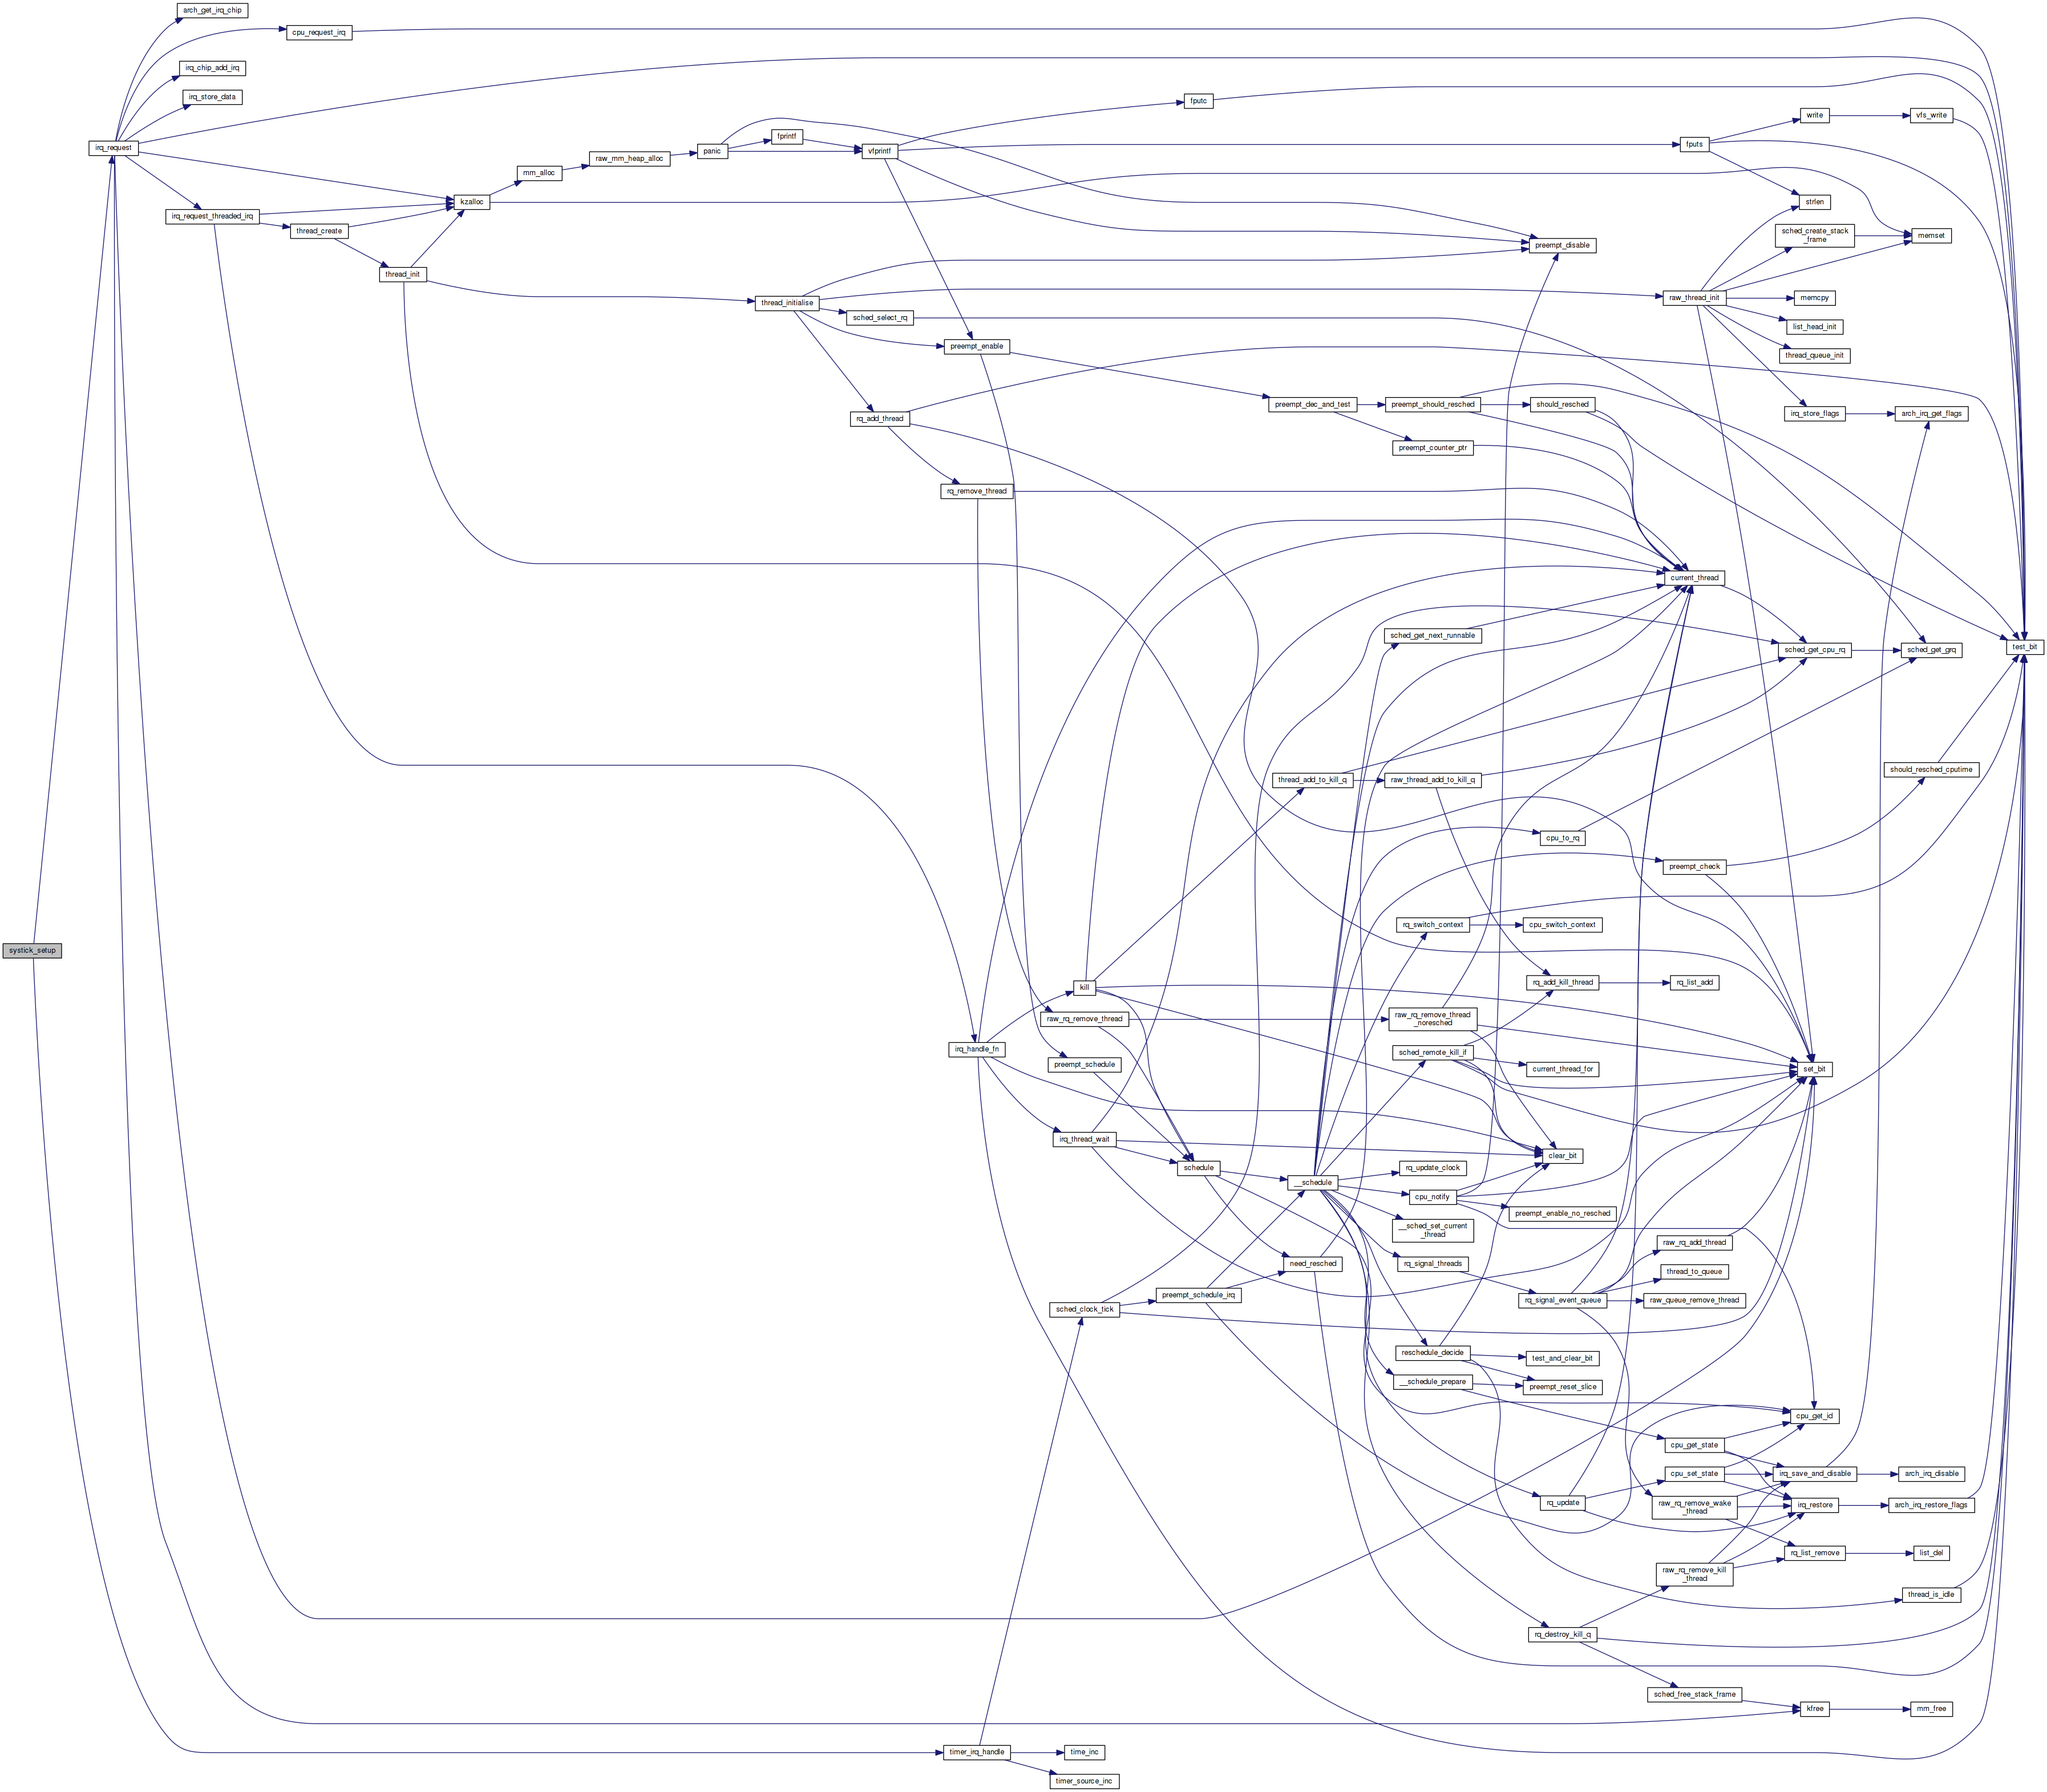 arch_get_irq_chip
cpu_request_irq
irq_chip_add_irq
irq_store_data
fputc
write
vfs_write
fprintf
irq_request
raw_mm_heap_alloc
panic
vfprintf
fputs
mm_alloc
kzalloc
strlen
irq_request_threaded_irq
thread_create
sched_create_stack
_frame
memset
preempt_disable
thread_init
thread_initialise
raw_thread_init
memcpy
sched_select_rq
list_head_init
preempt_enable
thread_queue_init
preempt_dec_and_test
preempt_should_resched
should_resched
rq_add_thread
irq_store_flags
arch_irq_get_flags
preempt_counter_ptr
rq_remove_thread
current_thread
sched_get_next_runnable
sched_get_cpu_rq
sched_get_grq
test_bit
should_resched_cputime
thread_add_to_kill_q
raw_thread_add_to_kill_q
cpu_to_rq
preempt_check
rq_switch_context
cpu_switch_context
systick_setup
rq_add_kill_thread
rq_list_add
kill
raw_rq_remove_thread
raw_rq_remove_thread
_noresched
irq_handle_fn
sched_remote_kill_if
preempt_schedule
current_thread_for
set_bit
irq_thread_wait
clear_bit
schedule
rq_update_clock
__schedule
cpu_notify
preempt_enable_no_resched
__sched_set_current
_thread
raw_rq_add_thread
need_resched
rq_signal_threads
thread_to_queue
preempt_schedule_irq
rq_signal_event_queue
raw_queue_remove_thread
sched_clock_tick
reschedule_decide
test_and_clear_bit
__schedule_prepare
preempt_reset_slice
cpu_get_id
cpu_get_state
cpu_set_state
irq_save_and_disable
arch_irq_disable
rq_update
raw_rq_remove_wake
_thread
irq_restore
arch_irq_restore_flags
rq_list_remove
list_del
raw_rq_remove_kill
_thread
thread_is_idle
rq_destroy_kill_q
sched_free_stack_frame
kfree
mm_free
timer_irq_handle
time_inc
timer_source_inc